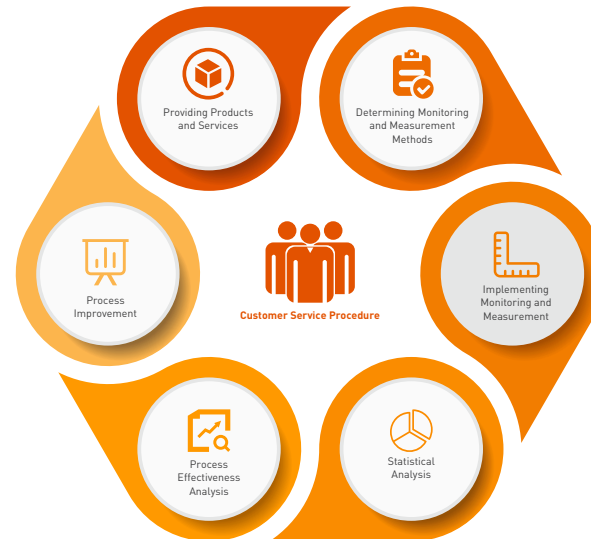 Providing Products
and Services
Determining Monitoring
and Measurement
Methods
Implementing
Monitoring and
Measurement
Statistical
Analysis
Process
Effectiveness
Analysis
Process
Improvement
Customer Service Procedure